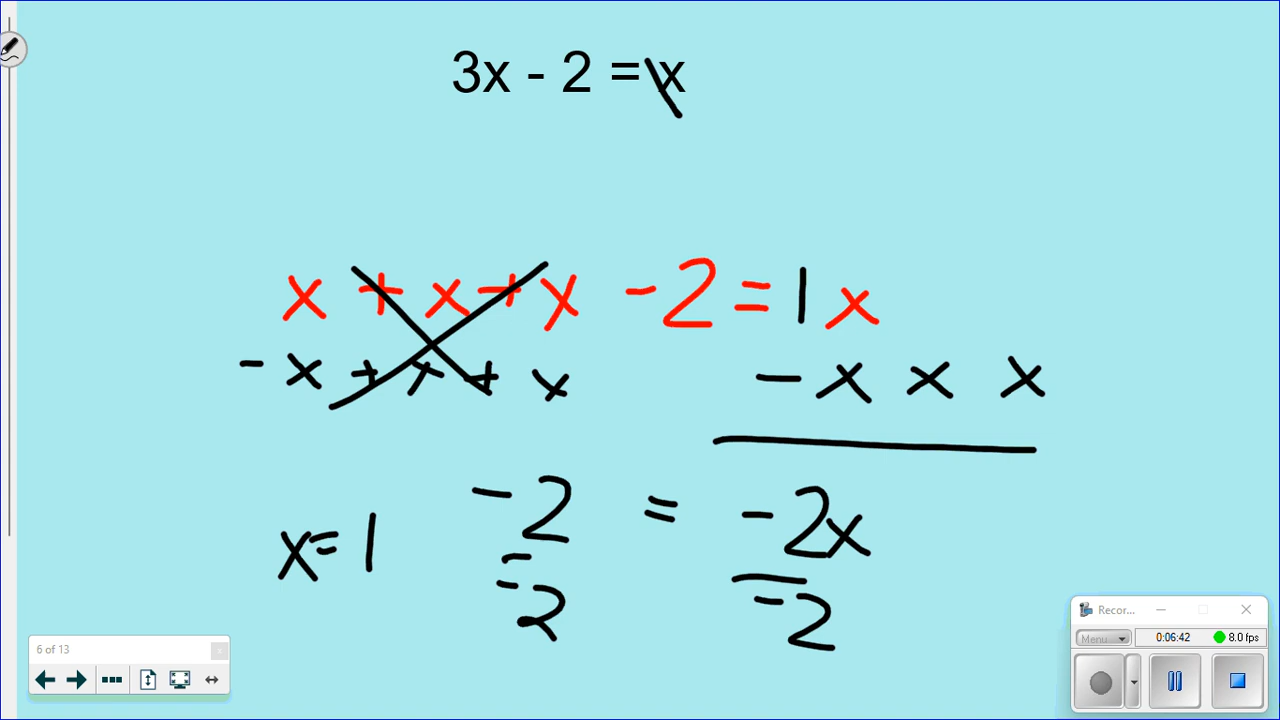 3x - 2 = x
x + x + x - 2 = 1x
- x + x + x - x x x
- 2 = - 2x
x = 1
- 2 - 2
6 of 13
Recor...
Menu
0:06:42
8.0 fps